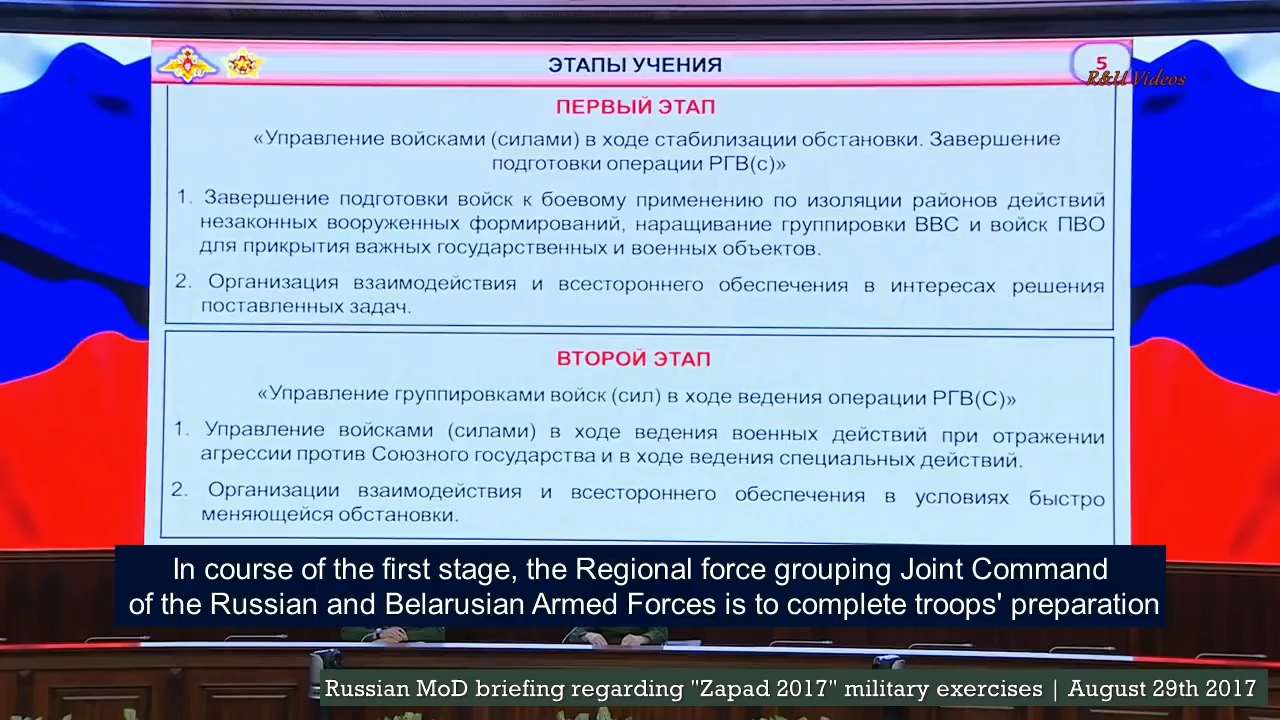 ЭТАПЫ УЧЕНИЯ
5
R&U Videos
ПЕРВЫЙ ЭТАП
«Управление войсками (силами) в ходе стабилизации обстановки. Завершение
подготовки операции РГВ(с)»
1. Завершение подготовки войск к боевому применению по изоляции районов действий
незаконных вооруженных формирований, наращивание группировки ВВС и войск ПВО
для прикрытия важных государственных и военных объектов.
2. Организация взаимодействия и всестороннего обеспечения в интересах решения
поставленных задач.
ВТОРОЙ ЭТАП
«Управление группировками войск (сил) в ходе ведения операции РГВ(С)»
1. Управление войсками (силами) в ходе ведения военных действий при отражении
агрессии против Союзного государства и в ходе ведения специальных действий.
2. Организации взаимодействия и всестороннего обеспечения в условиях быстро
меняющейся обстановки.
In course of the first stage, the Regional force grouping Joint Command
of the Russian and Belarusian Armed Forces is to complete troops' preparation
Russian MoD briefing regarding "Zapad 2017" military exercises | August 29th 2017